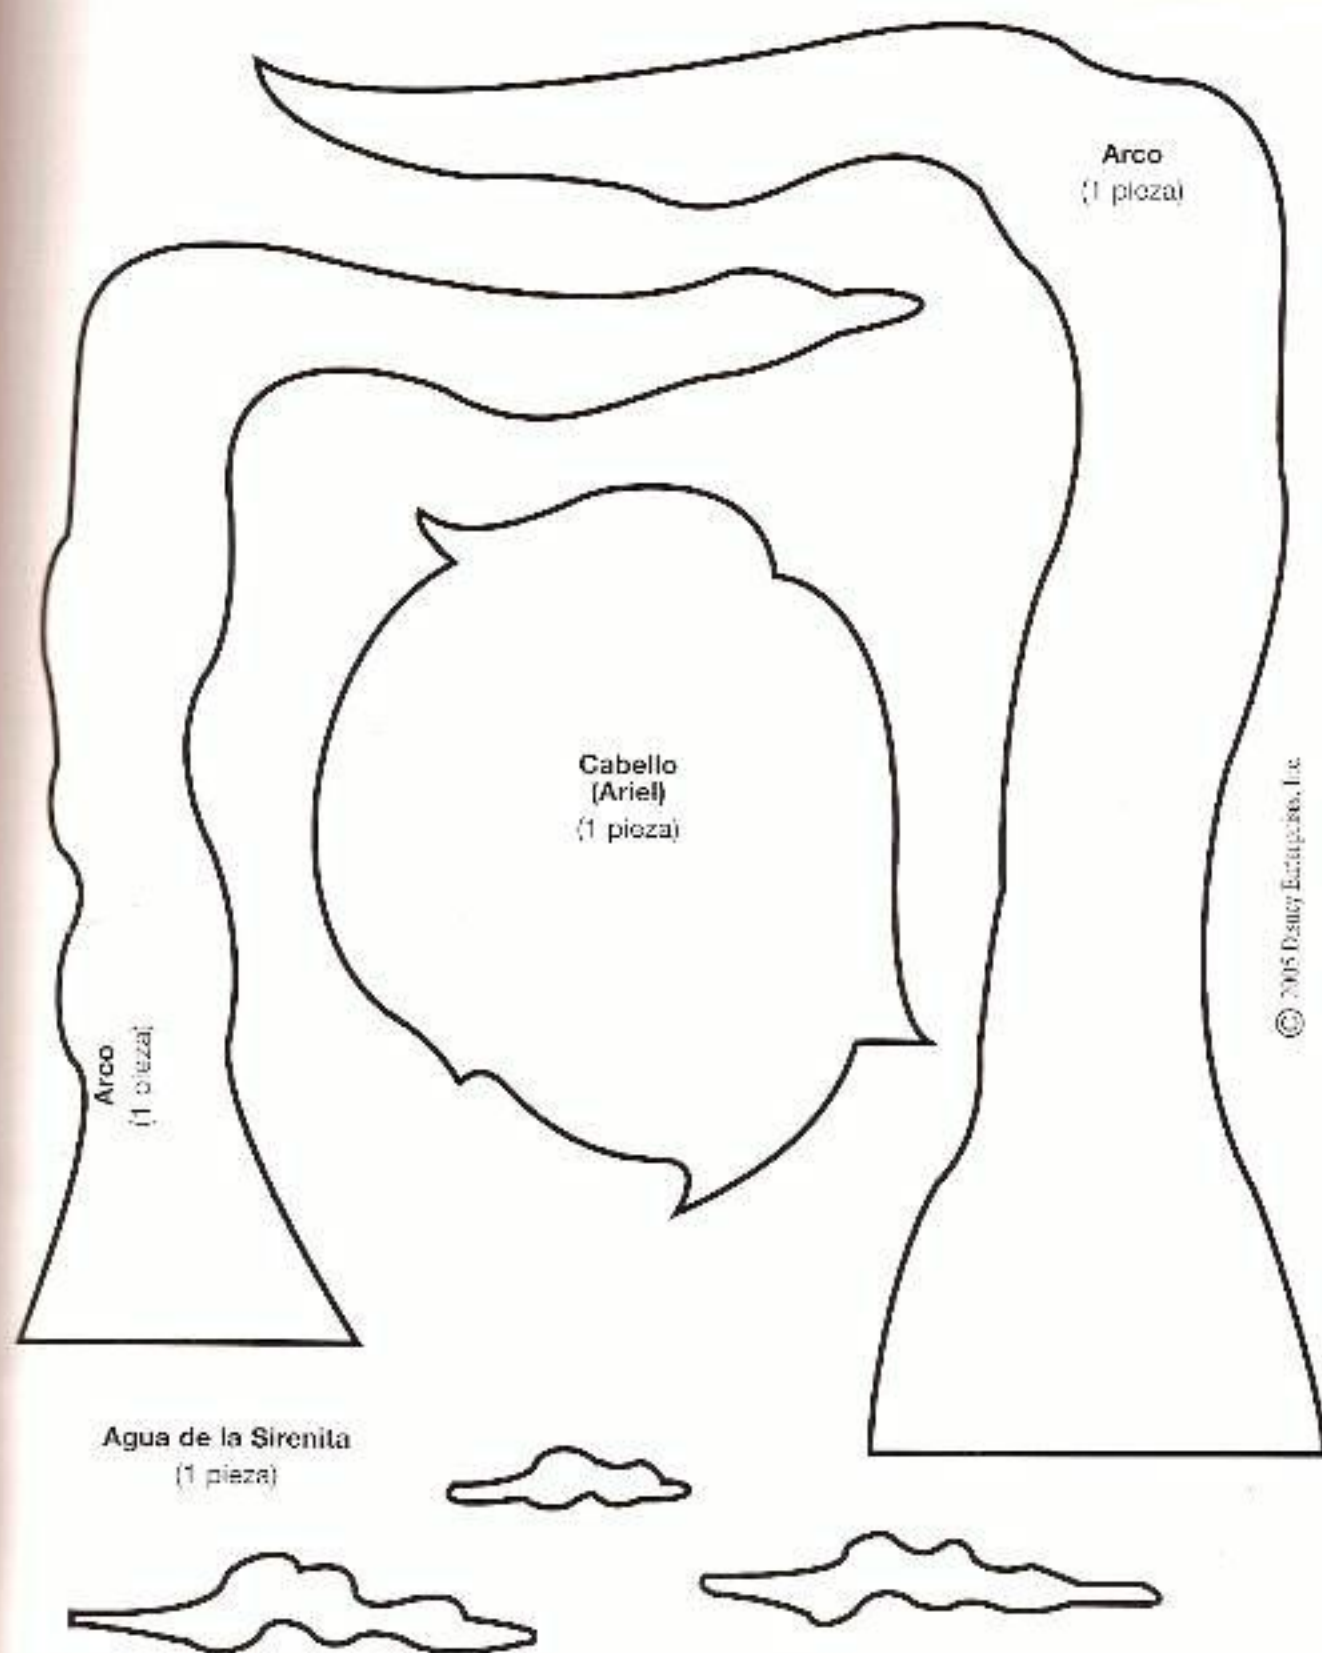 Arco
(1 pieza)
Cabello
(Ariel)
(1 pieza)
Arco
(1 pieza)
© 2005 Disney Enterprises, Inc.
Agua de la Sirenita
(1 pieza)